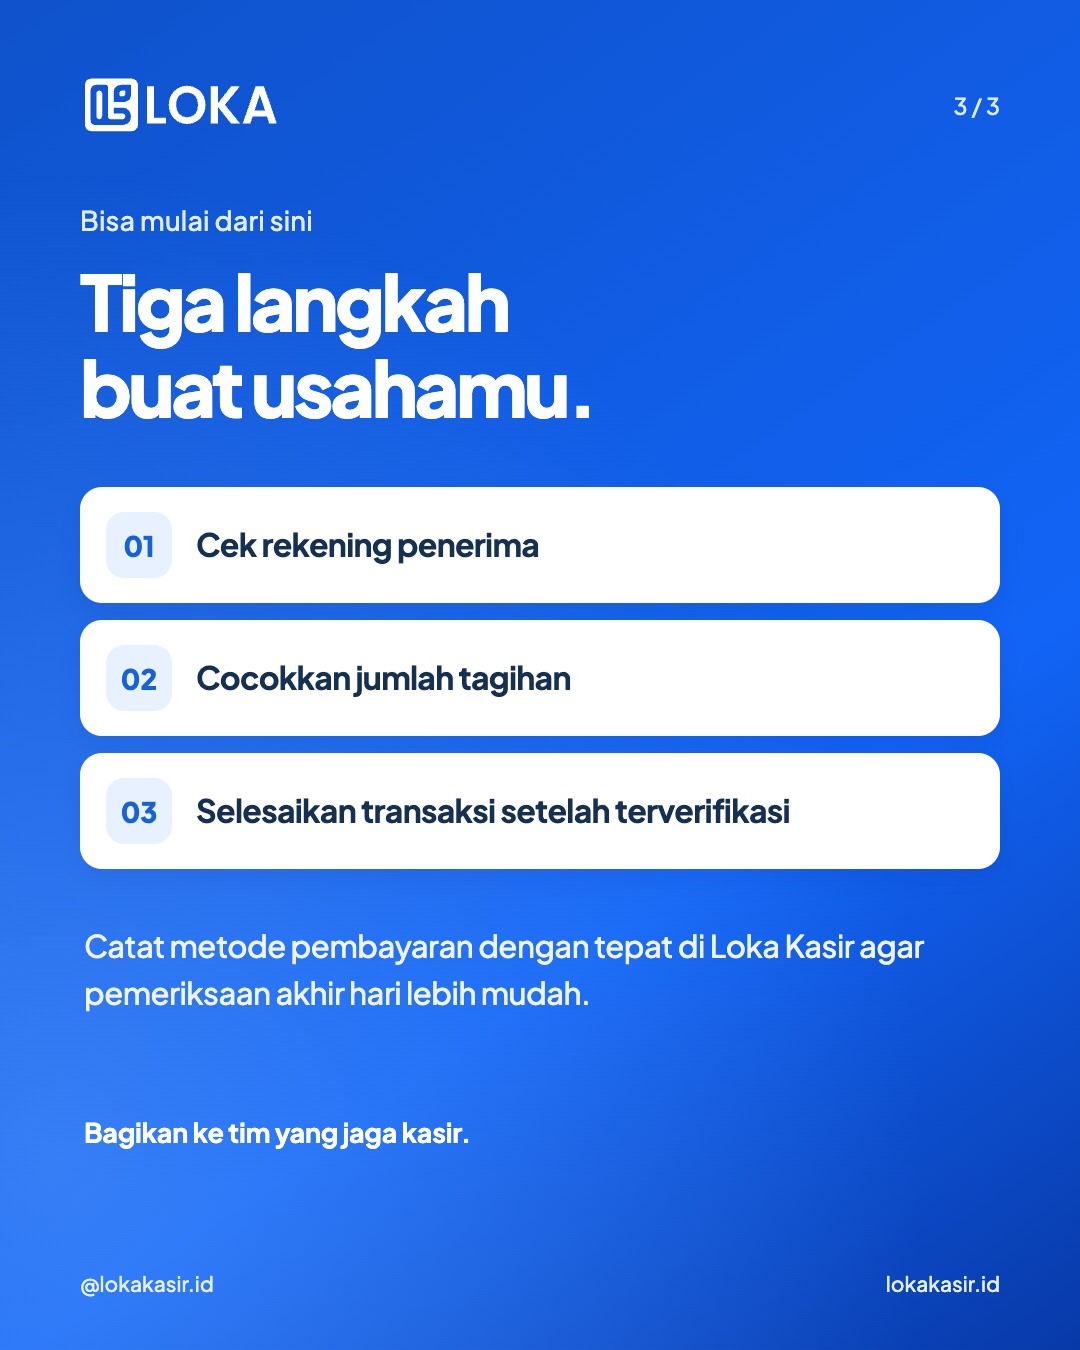 LOKA
3 / 3
Bisa mulai dari sini
Tiga langkah
buat usahamu.
01 Cek rekening penerima
02 Cocokkan jumlah tagihan
03 Selesaikan transaksi setelah terverifikasi
Catat metode pembayaran dengan tepat di Loka Kasir agar
pemeriksaan akhir hari lebih mudah.
Bagikan ke tim yang jaga kasir.
@lokakasir.id
lokakasir.id